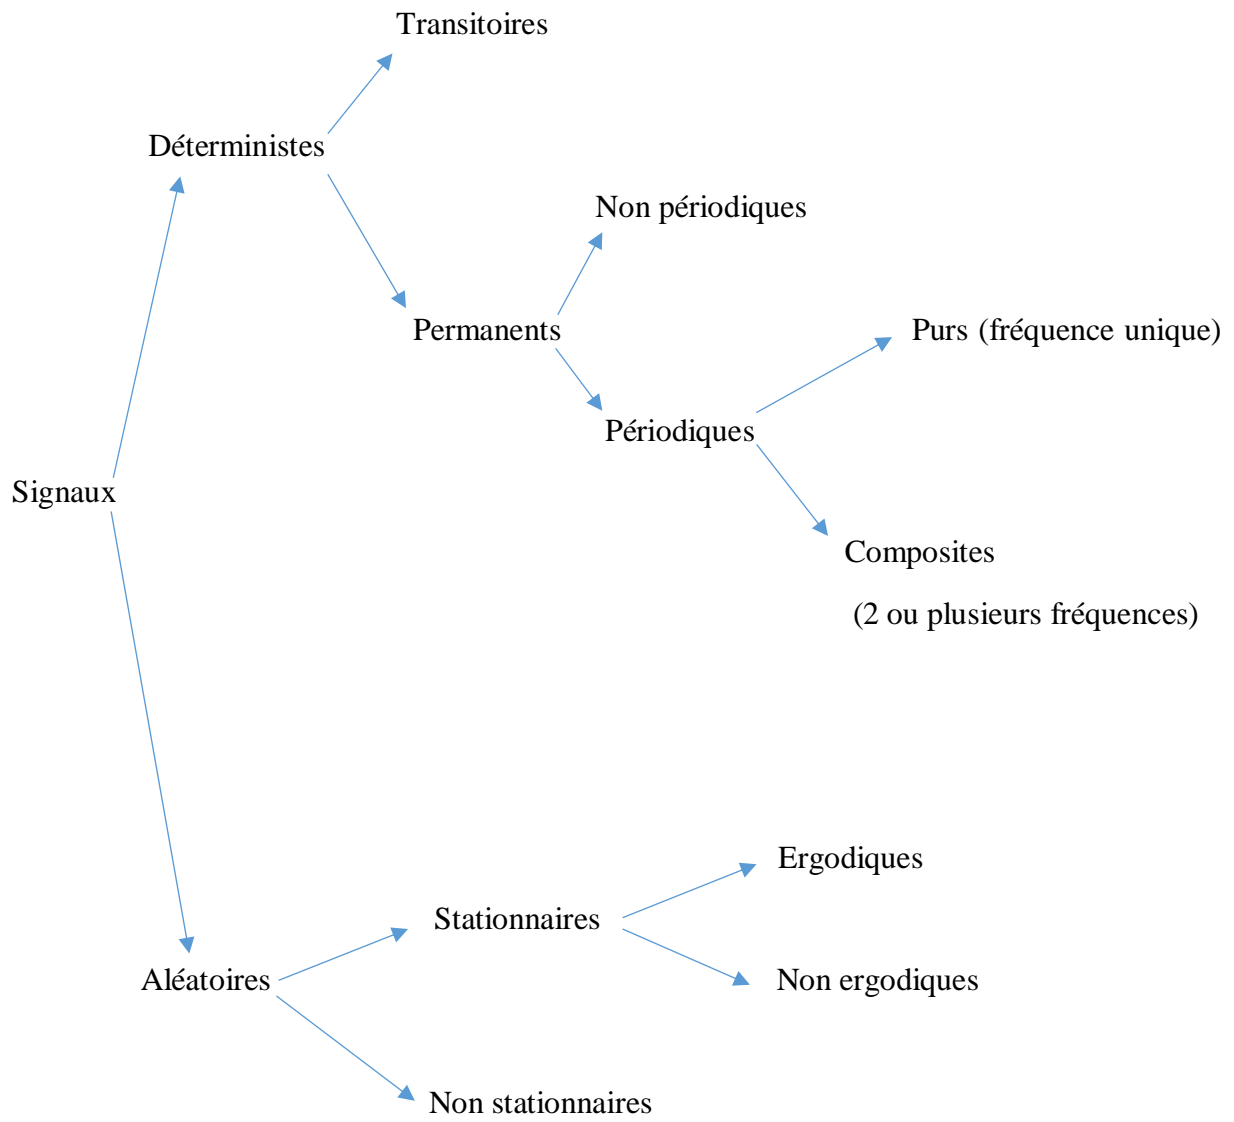 Transitoires
Déterministes
Non périodiques
Permanents
Purs (fréquence unique)
Périodiques
Signaux
Composites
(2 ou plusieurs fréquences)
Ergodiques
Stationnaires
Aléatoires
Non ergodiques
Non stationnaires